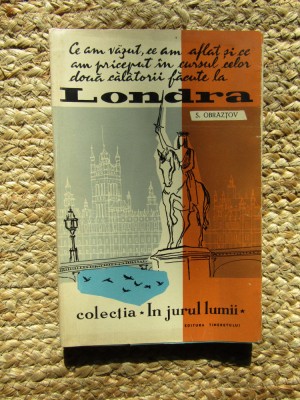 Ce am văzut, ce am aflat și ce
am priceput în cursul celor
două călătorii făcute la
Londra
S. OBRAZȚOV
colecția • In jurul lumii •
EDITURA TINERETULUI